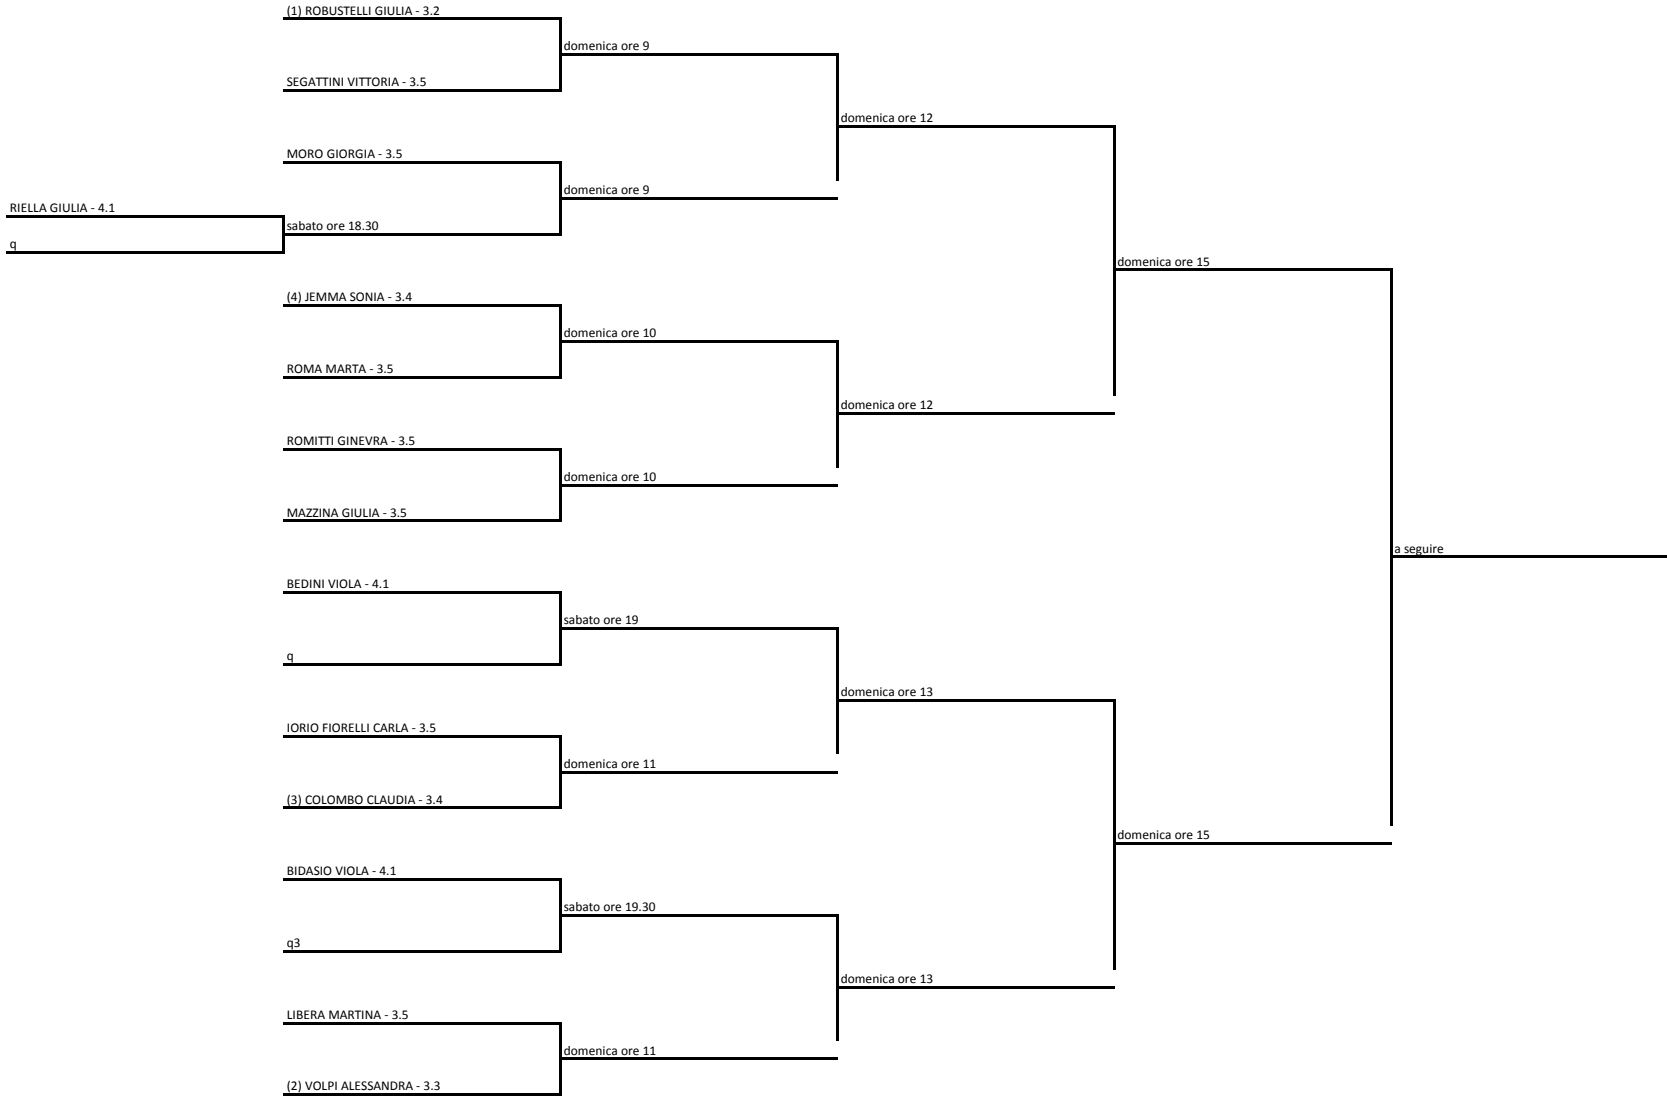 (1) ROBUSTELLI GIULIA - 3.2
domenica ore 9
SEGATTINI VITTORIA - 3.5
domenica ore 12
MORO GIORGIA - 3.5
domenica ore 9
RIELLA GIULIA - 4.1
sabato ore 18.30
q
domenica ore 15
(4) JEMMA SONIA - 3.4
domenica ore 10
ROMA MARTA - 3.5
domenica ore 12
ROMITTI GINEVRA - 3.5
domenica ore 10
MAZZINA GIULIA - 3.5
a seguire
BEDINI VIOLA - 4.1
sabato ore 19
q
domenica ore 13
IORIO FIORELLI CARLA - 3.5
domenica ore 11
(3) COLOMBO CLAUDIA - 3.4
domenica ore 15
BIDASIO VIOLA - 4.1
sabato ore 19.30
q3
domenica ore 13
LIBERA MARTINA - 3.5
domenica ore 11
(2) VOLPI ALESSANDRA - 3.3